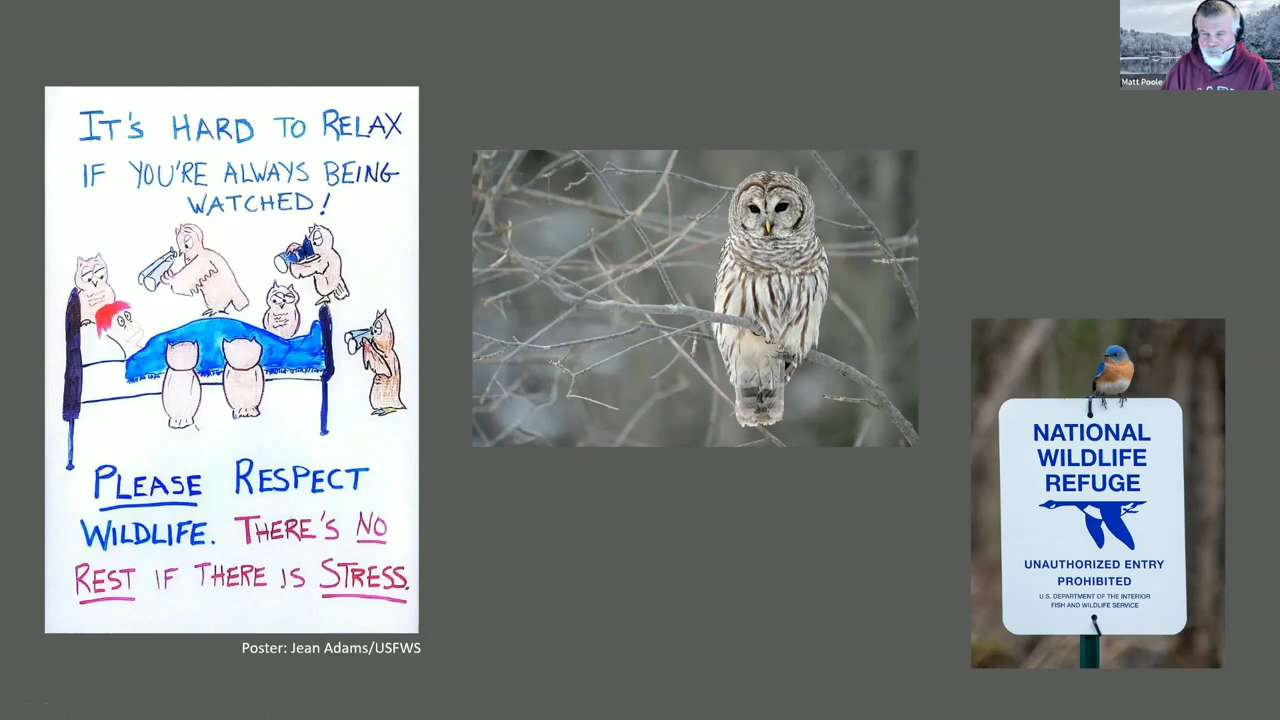 IT'S HARD TO RELAX
IF YOU'RE ALWAYS BEING
WATCHED!
PLEASE RESPECT
WILDLIFE. THERE'S NO
REST IF THERE IS STRESS.
Poster: Jean Adams/USFWS
NATIONAL
WILDLIFE
REFUGE
UNAUTHORIZED ENTRY
PROHIBITED
U.S. DEPARTMENT OF THE INTERIOR
FISH AND WILDLIFE SERVICE
Matt Poole